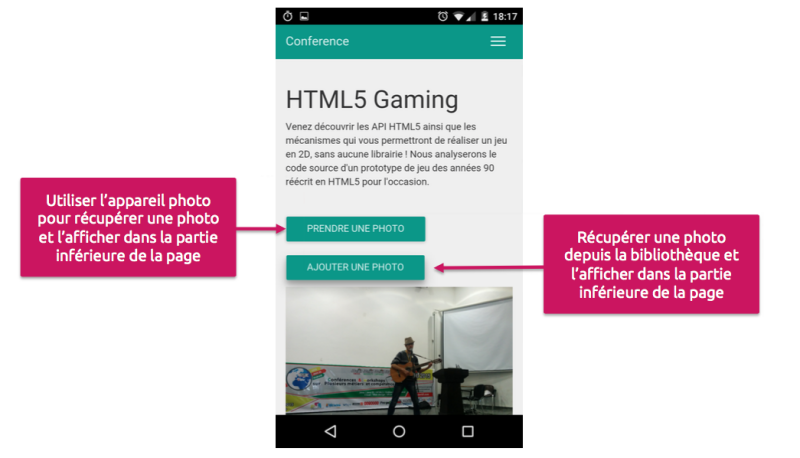 18:17
Conference
HTML5 Gaming
Venez découvrir les API HTML5 ainsi que les
mécanismes qui vous permettront de réaliser un jeu
en 2D, sans aucune librairie ! Nous analyserons le
code source d'un prototype de jeu des années 90
réécrit en HTML5 pour l'occasion.
Utiliser l'appareil photo
pour récupérer une photo
et l'afficher dans la partie
inférieure de la page
PRENDRE UNE PHOTO
AJOUTER UNE PHOTO
Récupérer une photo
depuis la bibliothèque et
l'afficher dans la partie
inférieure de la page